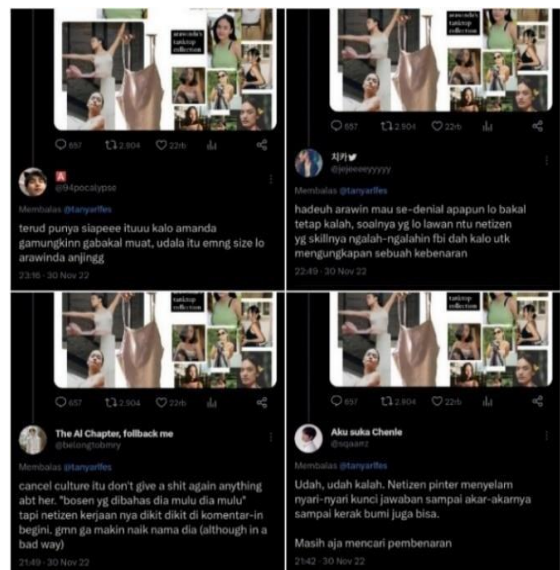 arawinda's
tanktop
collection
657 2.904 22rb
A
@94pocalypse
Membalas @tanyarlfes
terud punya siapeee ituuu kalo amanda
gamungkinn gabakal muat, udala itu emng size lo
arawinda anjingg
23:16 · 30 Nov 22
tanktop
collection
657 2.904 22rb
치카
@jejeeeeyyyyy
Membalas @tanyarlfes
hadeuh arawin mau se-denial apapun lo bakal
tetap kalah, soalnya yg lo lawan ntu netizen
yg skillnya ngalah-ngalahin fbi dah kalo utk
mengungkapan sebuah kebenaran
22:49 · 30 Nov 22
tanktop
collection
657 2.904 22rb
The Al Chapter, follback me
@belongtobmry
Membalas @tanyarlfes
cancel culture itu don't give a shit again anything
abt her. "bosen yg dibahas dia mulu dia mulu"
tapi netizen kerjaan nya dikit dikit di komentar-in
begini. gmn ga makin naik nama dia (although in a
bad way)
21:49 · 30 Nov 22
tanktop
collection
657 2.904 22rb
Aku suka Chenle
@sqaanz
Membalas @tanyarlfes
Udah, udah kalah. Netizen pinter menyelam
nyari-nyari kunci jawaban sampai akar-akarnya
sampai kerak bumi juga bisa.
Masih aja mencari pembenaran
21:42 · 30 Nov 22